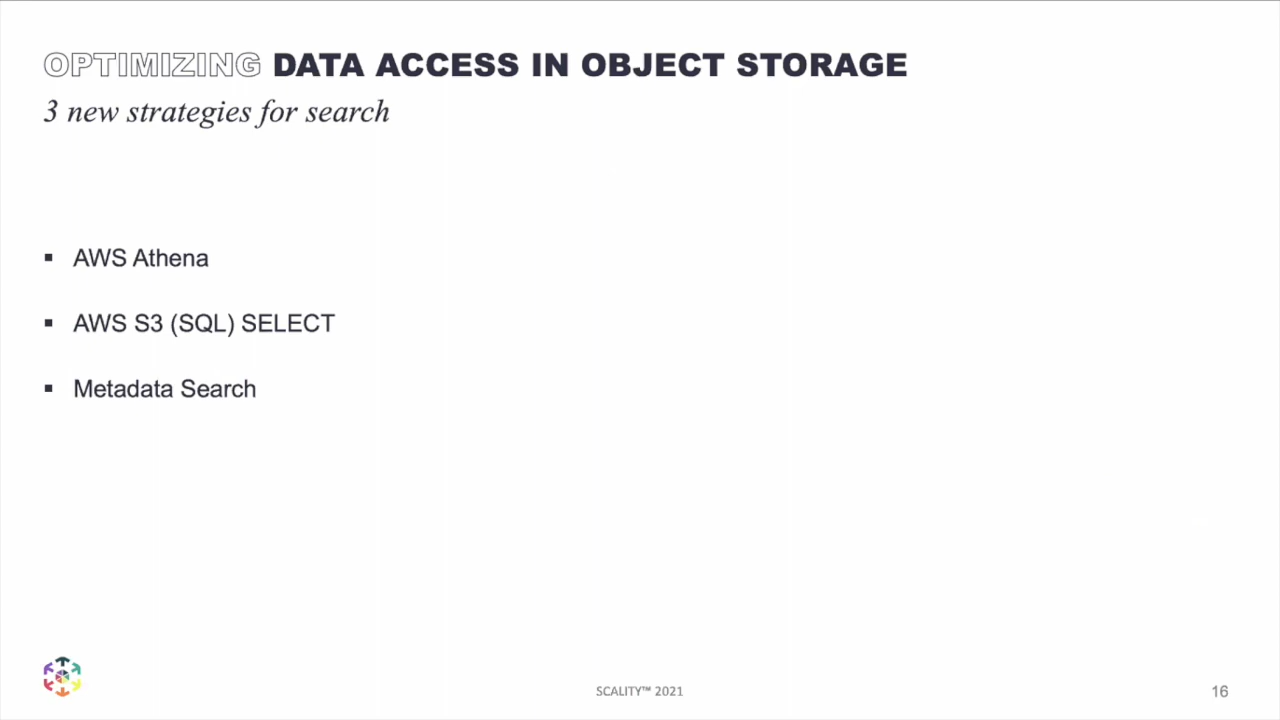 OPTIMIZING DATA ACCESS IN OBJECT STORAGE
3 new strategies for search
▪ AWS Athena
▪ AWS S3 (SQL) SELECT
▪ Metadata Search
SCALITY™ 2021
16